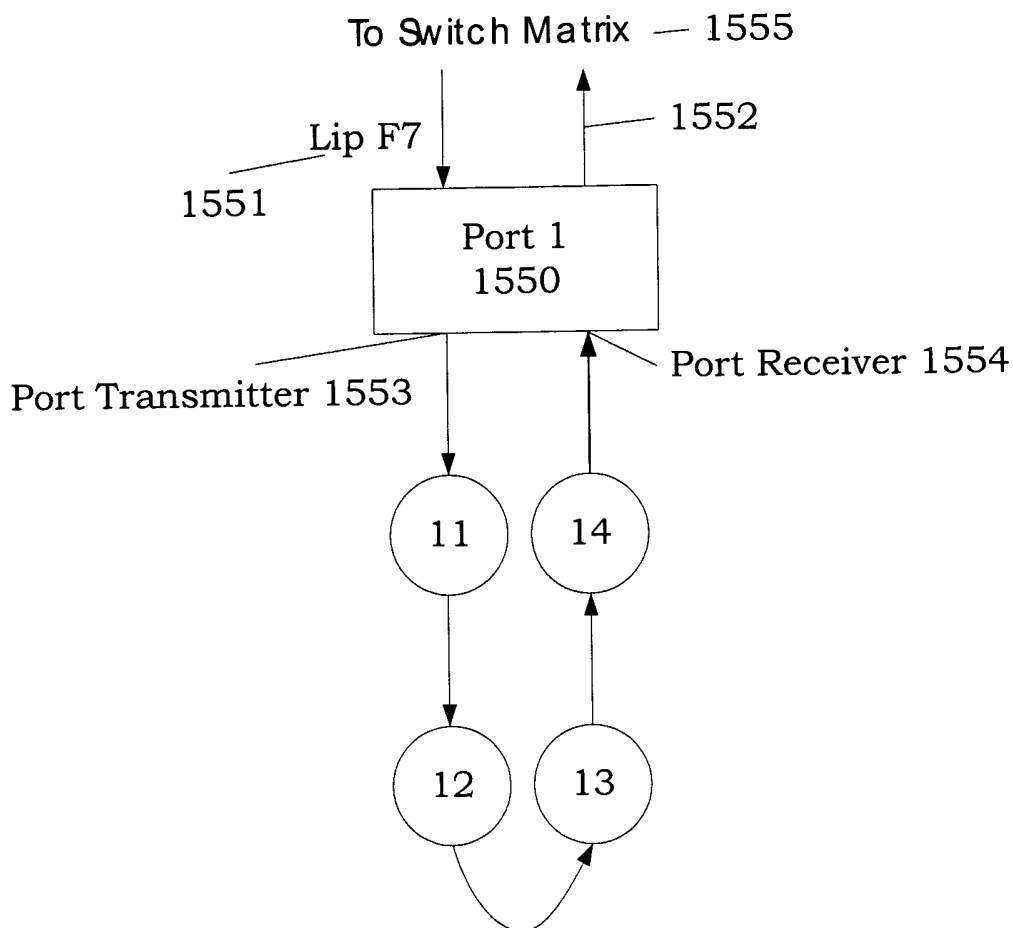 To Switch Matrix 1555
1552
Lip F7
1551
Port 1
1550
Port Receiver 1554
Port Transmitter 1553
11
14
12
13